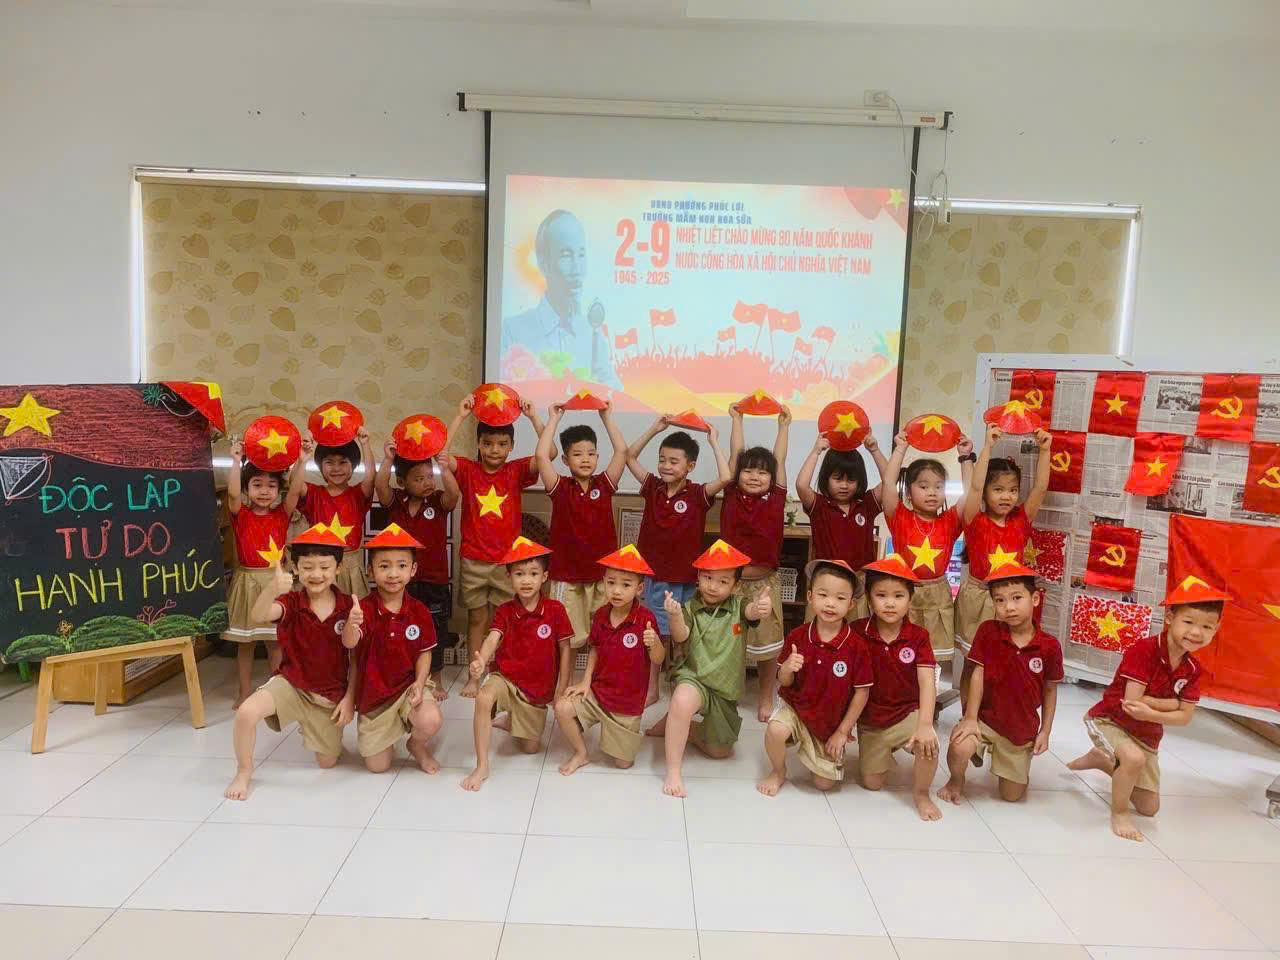 UBND PHƯỜNG PHÚC LỢI
TRƯỜNG MẦM NON HOA SỮA
2-9
1945 - 2025
NHIỆT LIỆT CHÀO MỪNG 80 NĂM QUỐC KHÁNH
NƯỚC CỘNG HÒA XÃ HỘI CHỦ NGHĨA VIỆT NAM
ĐỘC LẬP
TỰ DO
HẠNH PHÚC